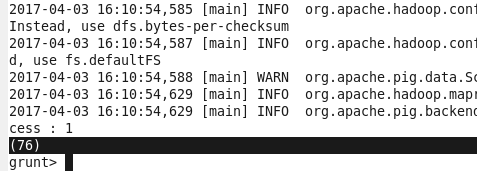 2017-04-03 16:10:54,585 [main] INFO  org.apache.hadoop.conf
Instead, use dfs.bytes-per-checksum
2017-04-03 16:10:54,587 [main] INFO  org.apache.hadoop.conf
d, use fs.defaultFS
2017-04-03 16:10:54,588 [main] WARN  org.apache.pig.data.Sc
2017-04-03 16:10:54,629 [main] INFO  org.apache.hadoop.mapr
2017-04-03 16:10:54,629 [main] INFO  org.apache.pig.backend
cess : 1
(76)
grunt>